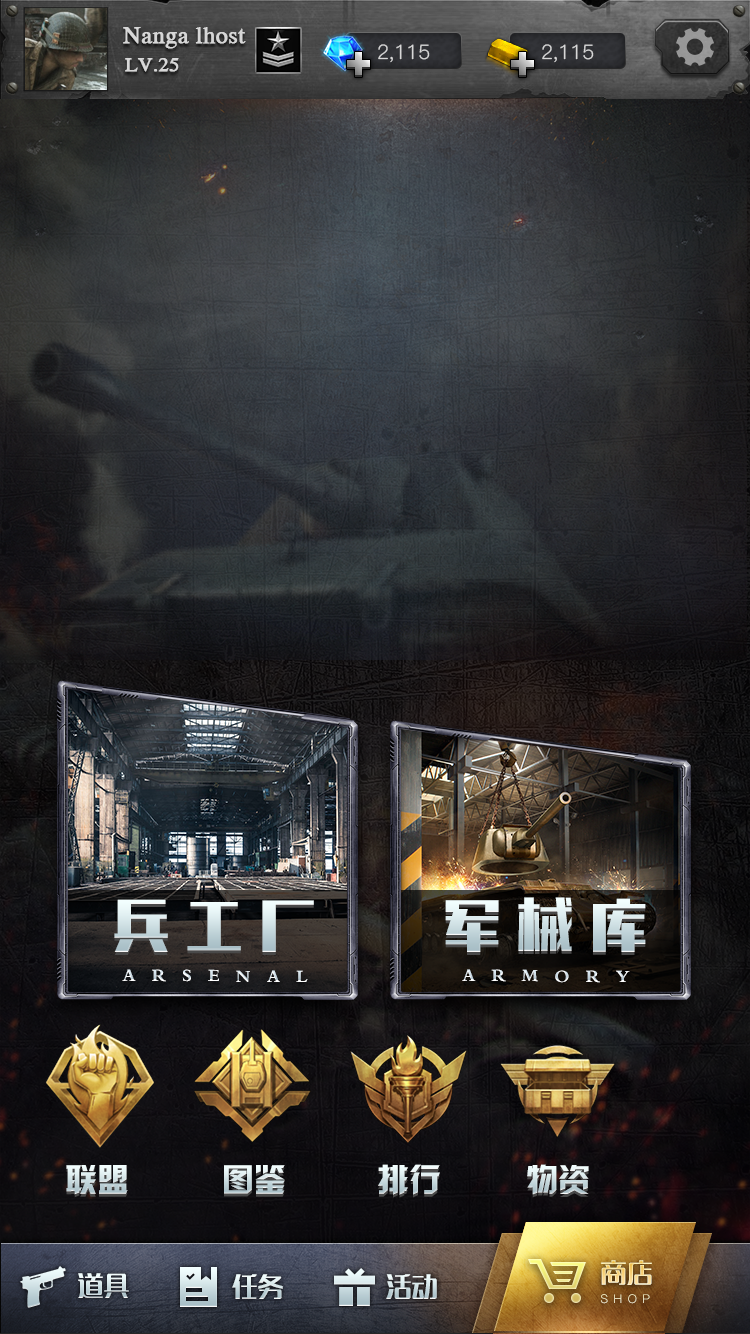 Nanga lhost
LV.25
2,115
2,115
兵工厂
ARSENAL
军械库
ARMORY
联盟
图鉴
排行
物资
道具
任务
活动
商店
SHOP